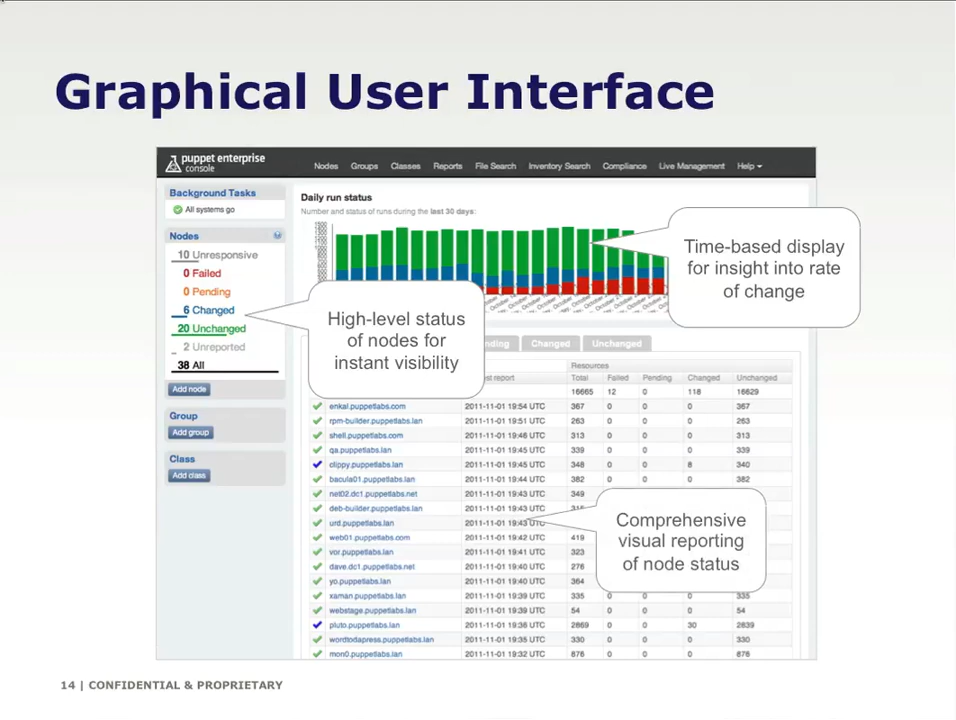 Graphical User Interface
puppet enterprise
console
Nodes Groups Classes Reports File Search Inventory Search Compliance Live Management Help
Background Tasks
All systems go
Nodes
10 Unresponsive
0 Failed
0 Pending
6 Changed
20 Unchanged
2 Unreported
38 All
Add node
Group
Add group
Class
Add class
Daily run status
Number and status of runs during the last 30 days:
Time-based display
for insight into rate
of change
High-level status
of nodes for
instant visibility
Changed Unchanged
Resources
report Total Failed Pending Changed Unchanged
16665 12 0 118 16629
enkal.puppetlabs.com 2011-11-01 19:54 UTC 367 0 0 0 367
rpm-builder.puppetlabs.lan 2011-11-01 19:51 UTC 263 0 0 0 263
shell.puppetlabs.com 2011-11-01 19:46 UTC 313 0 0 0 313
qa.puppetlabs.lan 2011-11-01 19:45 UTC 339 0 0 0 339
clippy.puppetlabs.lan 2011-11-01 19:45 UTC 348 0 0 8 340
bacula01.puppetlabs.lan 2011-11-01 19:44 UTC 382 0 0 0 382
net02.dc1.puppetlabs.net 2011-11-01 19:43 UTC 349
deb-builder.puppetlabs.lan 2011-11-01 19:43 UTC
urd.puppetlabs.lan 2011-11-01 19:43 UTC
web01.puppetlabs.com 2011-11-01 19:42 UTC 419
vor.puppetlabs.lan 2011-11-01 19:41 UTC 323
dave.dc1.puppetlabs.net 2011-11-01 19:40 UTC 276
yo.puppetlabs.lan 2011-11-01 19:40 UTC 364
xaman.puppetlabs.lan 2011-11-01 19:39 UTC 335 0 0 0 335
webstage.puppetlabs.lan 2011-11-01 19:39 UTC 54 0 0 0 54
pluto.puppetlabs.lan 2011-11-01 19:36 UTC 2869 0 0 30 2839
wordtodapress.puppetlabs.lan 2011-11-01 19:35 UTC 330 0 0 0 330
mon0.puppetlabs.lan 2011-11-01 19:32 UTC 876 0 0 0 876
Comprehensive
visual reporting
of node status
14 | CONFIDENTIAL & PROPRIETARY